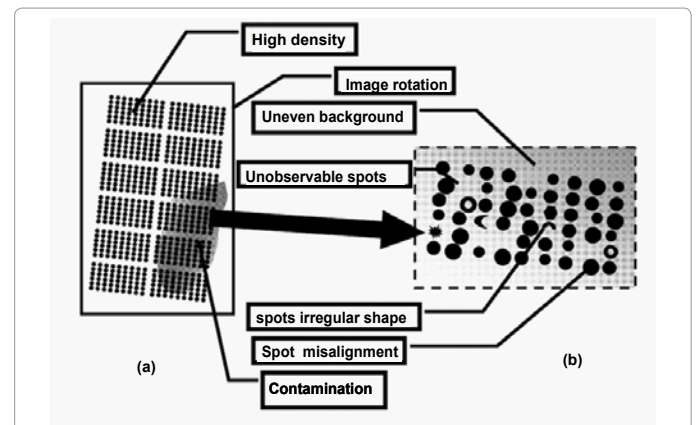 High density
Image rotation
Uneven background
Unobservable spots
spots irregular shape
Spot misalignment
(a)
(b)
Contamination